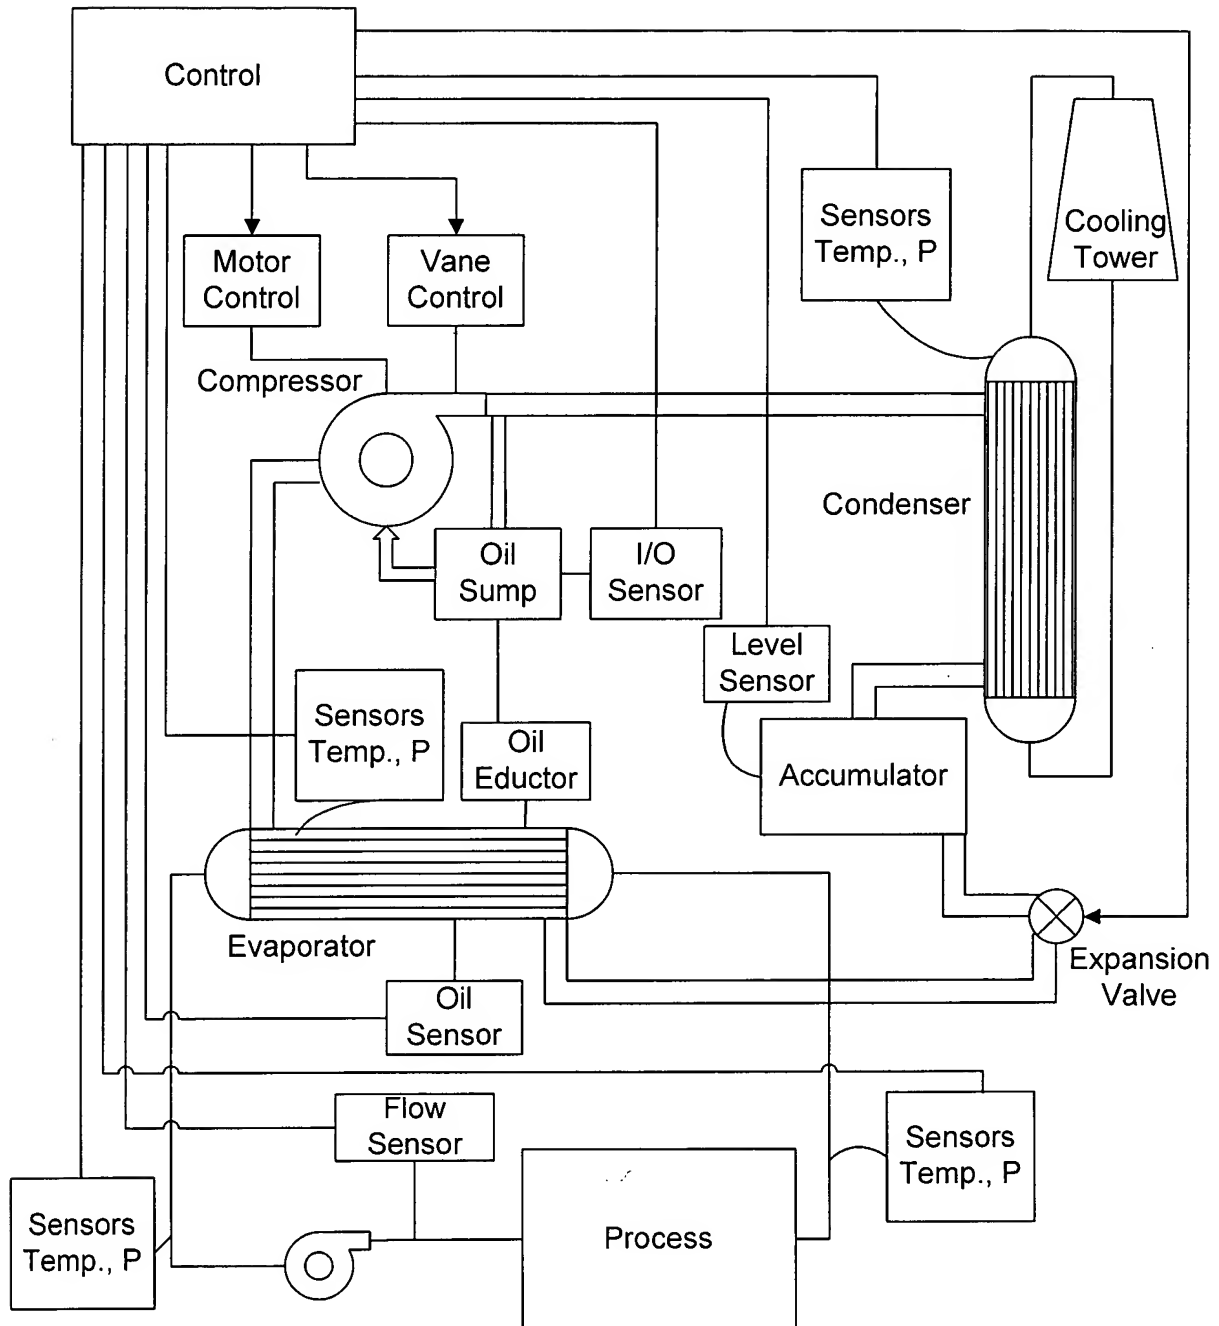 Control
Sensors
Temp., P
Cooling
Tower
Motor
Control
Vane
Control
Compressor
Condenser
Oil
Sump
I/O
Sensor
Level
Sensor
Sensors
Temp., P
Oil
Eductor
Accumulator
Evaporator
Expansion
Valve
Oil
Sensor
Flow
Sensor
Sensors
Temp., P
Sensors
Temp., P
Process